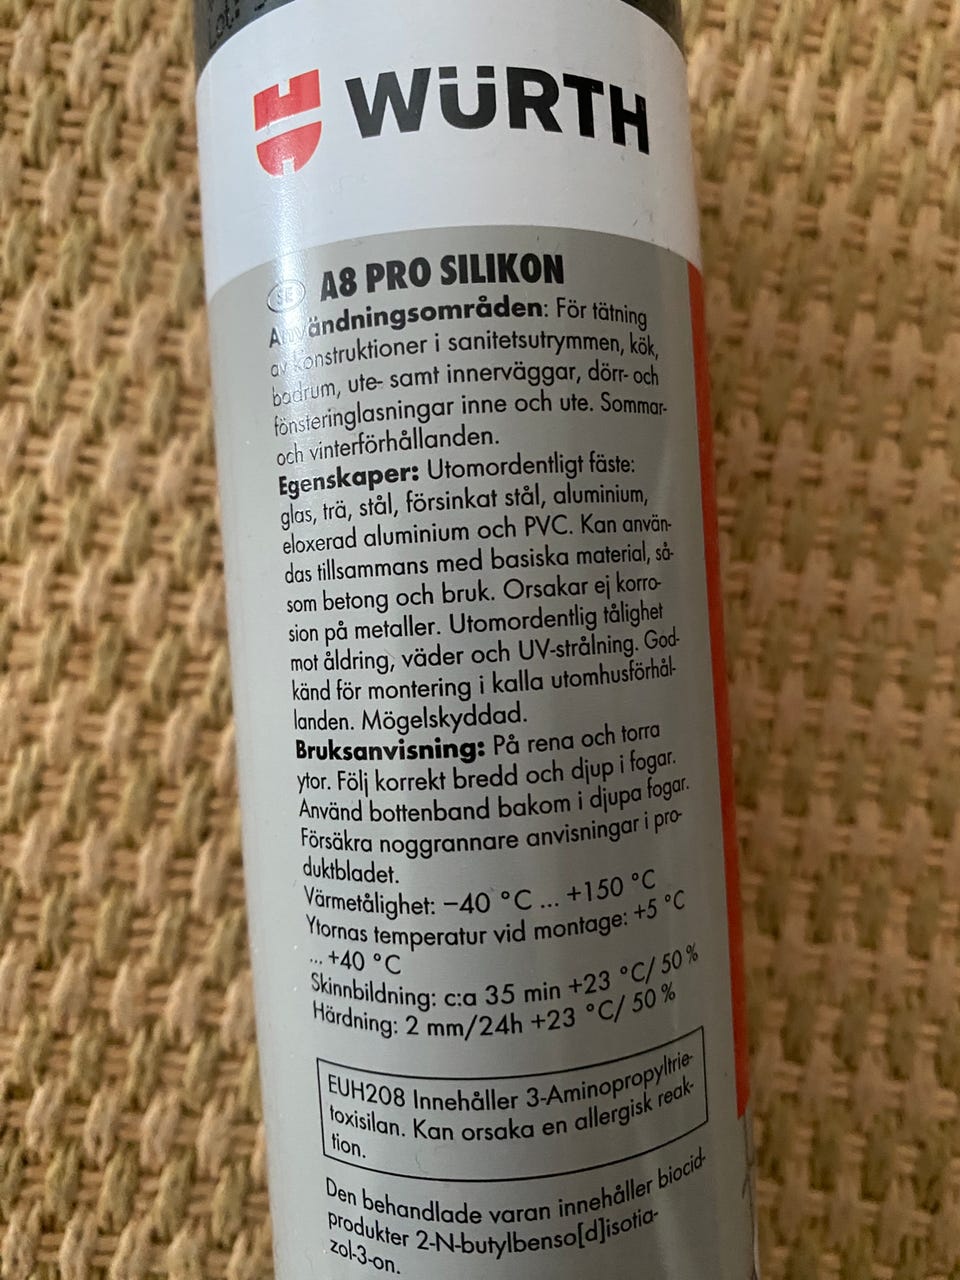 Lot:
WÜRTH
SE A8 PRO SILIKON
Användningsområden: För tätning
av konstruktioner i sanitetsutrymmen, kök,
badrum, ute- samt innerväggar, dörr- och
fönsteringlasningar inne och ute. Sommar-
och vinterförhållanden.
Egenskaper: Utomordentligt fäste:
glas, trä, stål, försinkat stål, aluminium,
eloxerad aluminium och PVC. Kan använ-
das tillsammans med basiska material, så-
som betong och bruk. Orsakar ej korro-
sion på metaller. Utomordentlig tålighet
mot åldring, väder och UV-strålning. God-
känd för montering i kalla utomhusförhål-
landen. Mögelskyddad.
Bruksanvisning: På rena och torra
ytor. Följ korrekt bredd och djup i fogar.
Använd bottenband bakom i djupa fogar.
Försäkra noggrannare anvisningar i pro-
duktbladet.
Värmetålighet: −40 °C ... +150 °C
Ytornas temperatur vid montage: +5 °C
... +40 °C
Skinnbildning: c:a 35 min +23 °C/ 50 %
Härdning: 2 mm/24h +23 °C/ 50 %
EUH208 Innehåller 3-Aminopropyltrie-
toxisilan. Kan orsaka en allergisk reak-
tion.
Den behandlade varan innehåller biocid-
produkter 2-N-butylbenso[d]isotia-
zol-3-on.